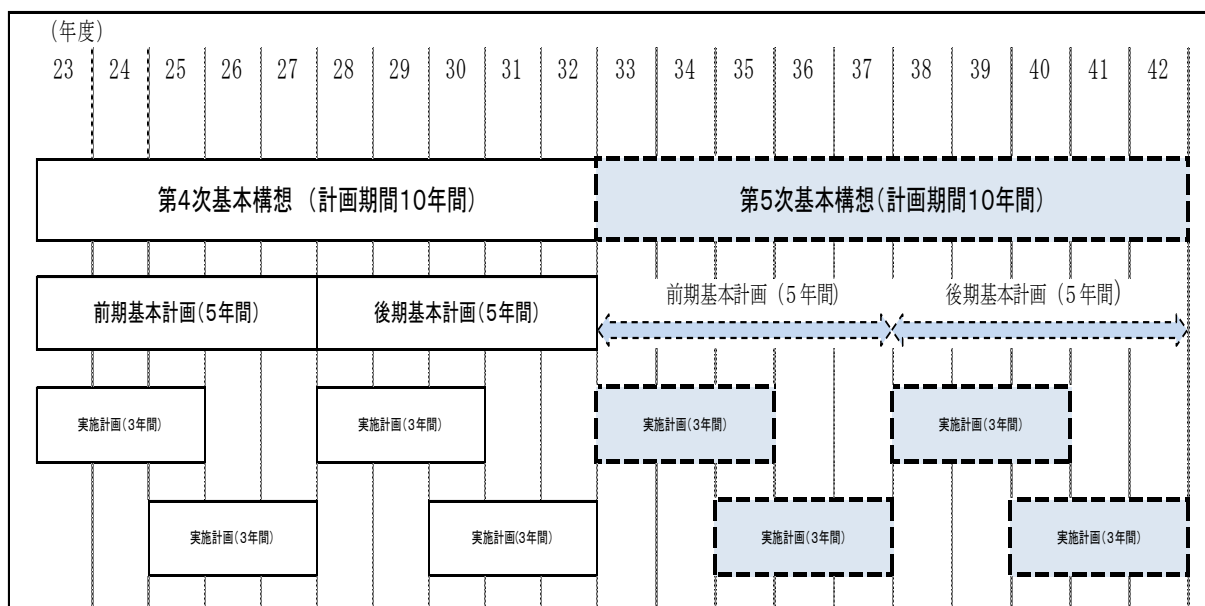 (年度)
23 24 25 26 27 28 29 30 31 32 33 34 35 36 37 38 39 40 41 42
第4次基本構想 (計画期間10年間) 第5次基本構想(計画期間10年間)
前期基本計画(5年間) 後期基本計画(5年間) 前期基本計画(5年間) 後期基本計画(5年間)
実施計画(3年間) 実施計画(3年間) 実施計画(3年間) 実施計画(3年間)
実施計画(3年間) 実施計画(3年間) 実施計画(3年間) 実施計画(3年間)